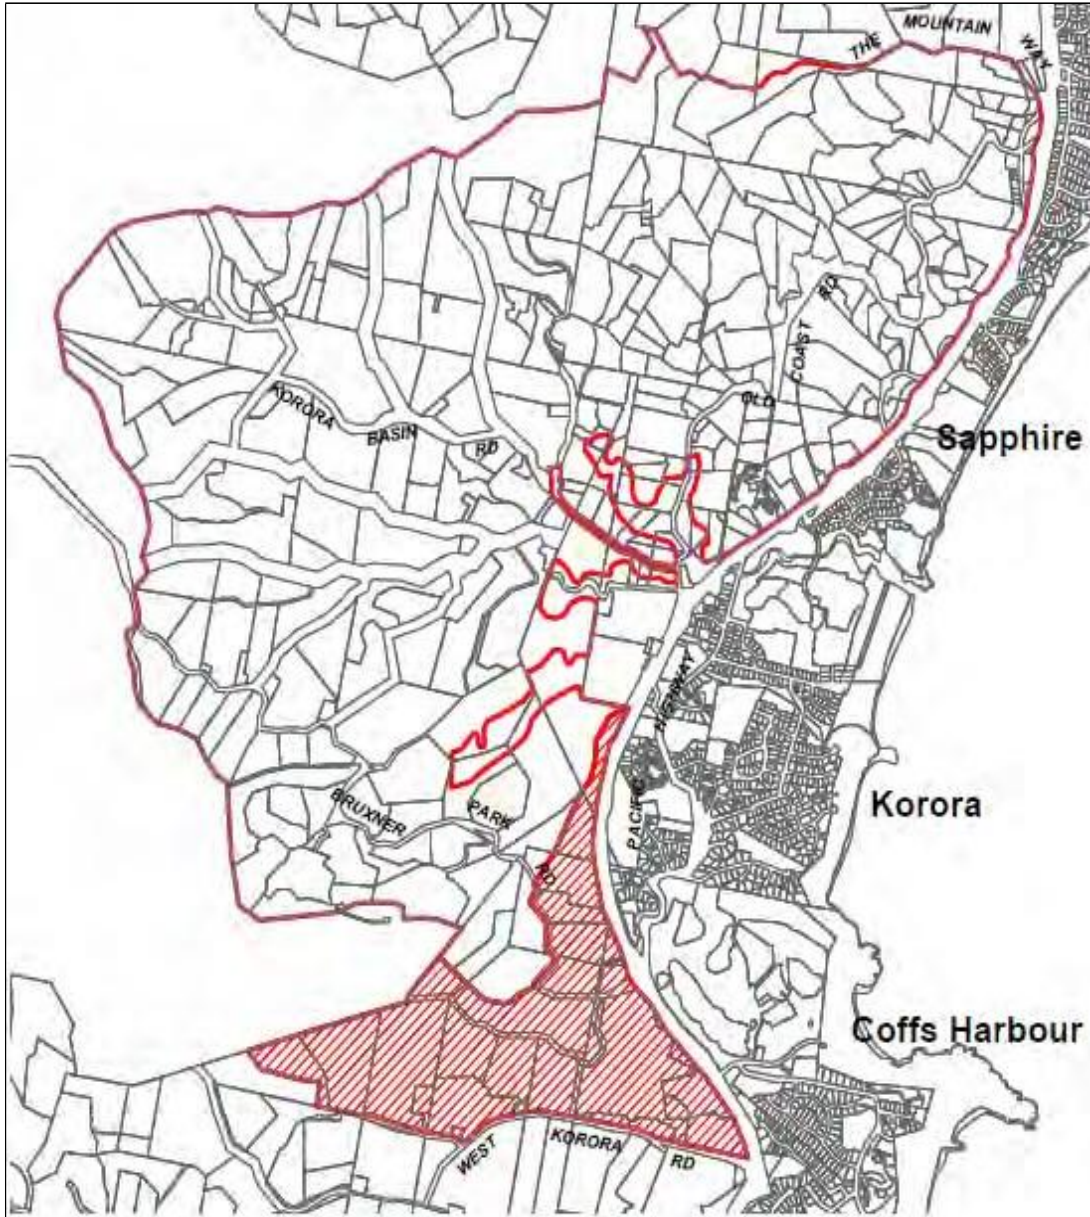 THE MOUNTAIN WAY
OLD COAST RD
KORORA BASIN RD
Sapphire
PACIFIC HIGHWAY
Korora
BRUXNER PARK RD
Coffs Harbour
WEST KORORA RD